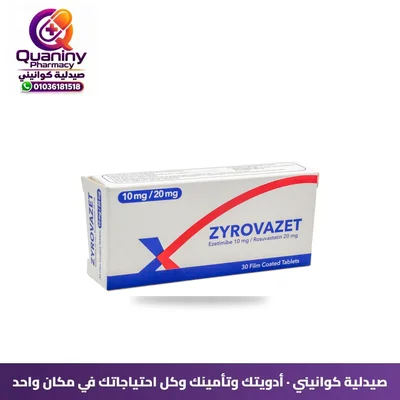 Quaniny
Pharmacy
صيدلية كوانيني
01036181518
10 mg / 20 mg
ZYROVAZET
Ezetimibe 10 mg / Rosuvastatin 20 mg
30 Film Coated Tablets
صيدلية كوانيني - أدويتك وتأمينك وكل احتياجاتك في مكان واحد